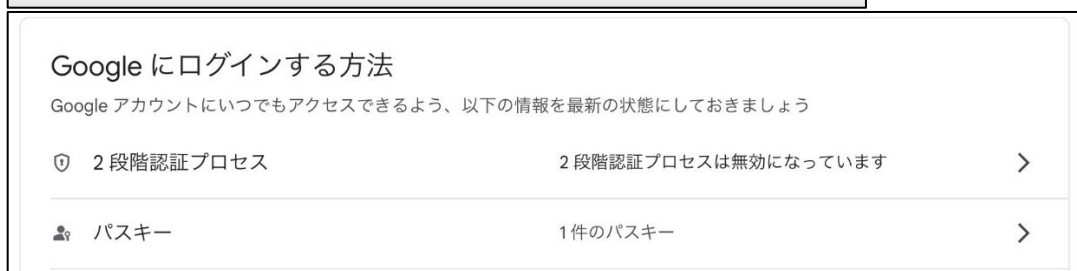 Google にログインする方法
Google アカウントにいつでもアクセスできるよう、以下の情報を最新の状態にしておきましょう
2 段階認証プロセス 2 段階認証プロセスは無効になっています
パスキー 1 件のパスキー